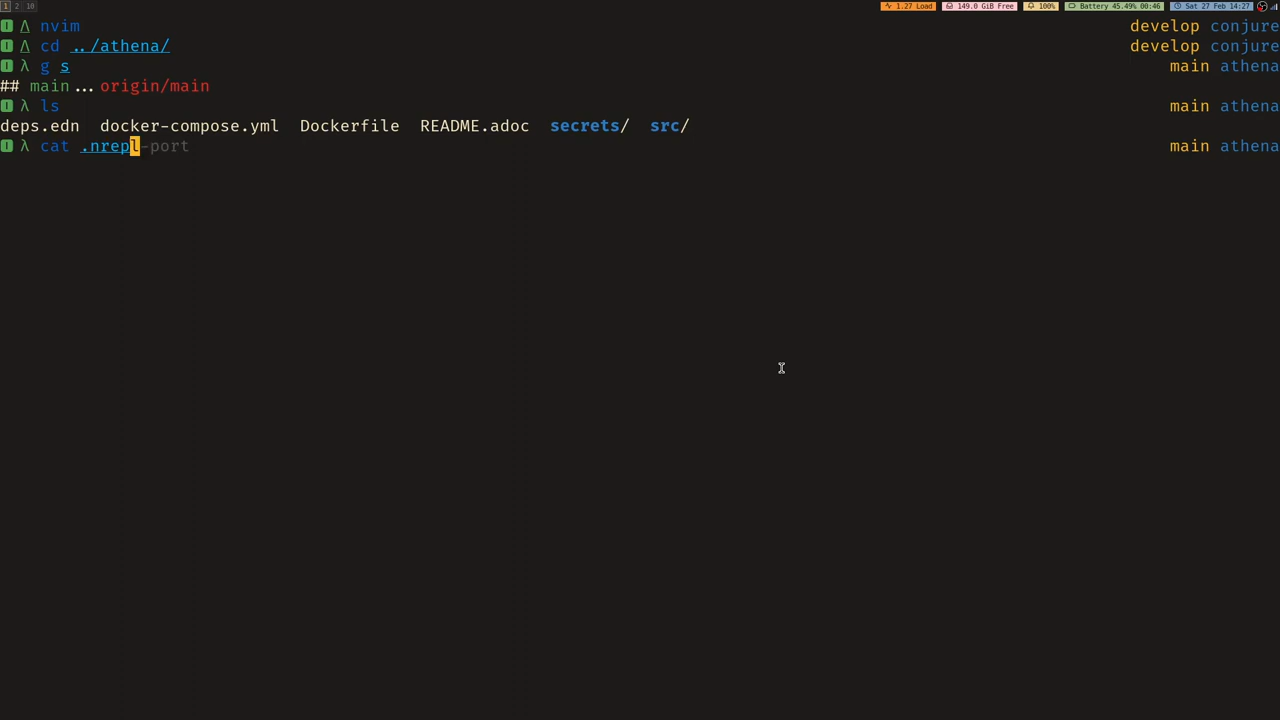 1 2 10 1.27 Load 149.0 GiB Free 100% Battery 45.49% 00:46 Sat 27 Feb 14:27
I Λ nvim develop conjure
I Λ cd ../athena/ develop conjure
I λ g s main athena
## main...origin/main
I λ ls main athena
deps.edn docker-compose.yml Dockerfile README.adoc secrets/ src/
I λ cat .nrepl-port main athena